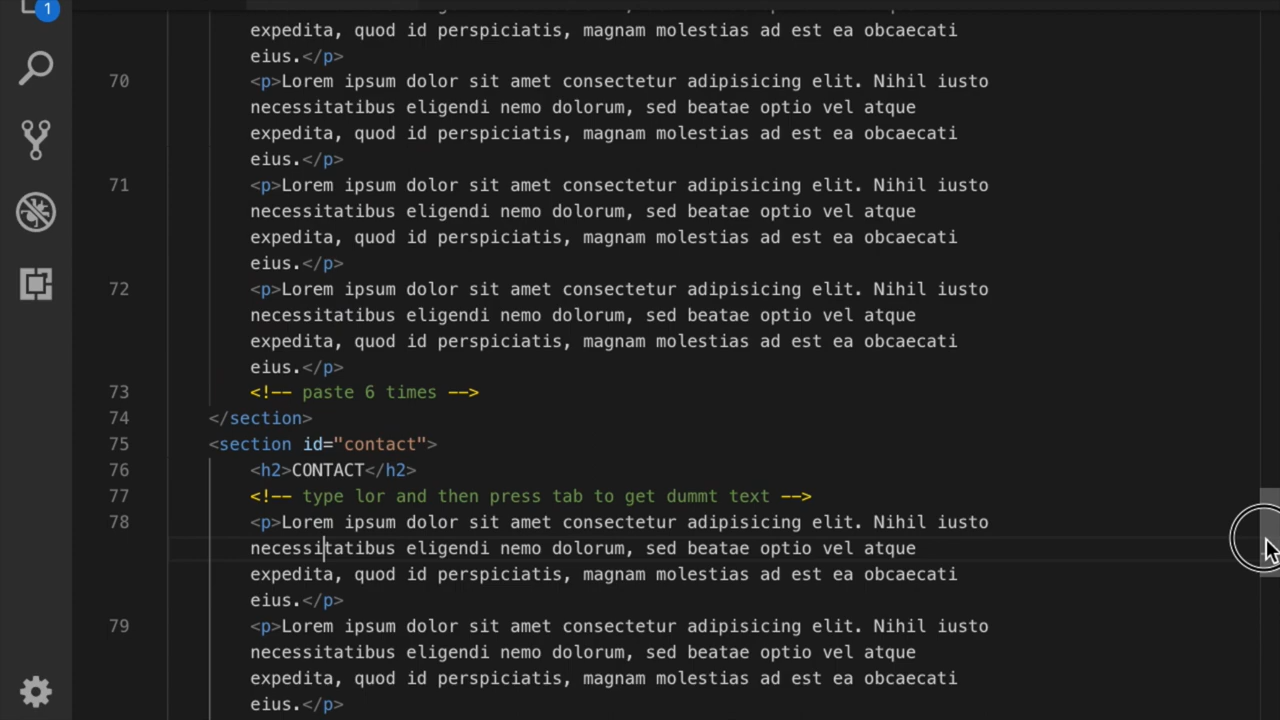 1
expedita, quod id perspiciatis, magnam molestias ad est ea obcaecati
eius.</p>
70 <p>Lorem ipsum dolor sit amet consectetur adipisicing elit. Nihil iusto
necessitatibus eligendi nemo dolorum, sed beatae optio vel atque
expedita, quod id perspiciatis, magnam molestias ad est ea obcaecati
eius.</p>
71 <p>Lorem ipsum dolor sit amet consectetur adipisicing elit. Nihil iusto
necessitatibus eligendi nemo dolorum, sed beatae optio vel atque
expedita, quod id perspiciatis, magnam molestias ad est ea obcaecati
eius.</p>
72 <p>Lorem ipsum dolor sit amet consectetur adipisicing elit. Nihil iusto
necessitatibus eligendi nemo dolorum, sed beatae optio vel atque
expedita, quod id perspiciatis, magnam molestias ad est ea obcaecati
eius.</p>
73 <!-- paste 6 times -->
74 </section>
75 <section id="contact">
76 <h2>CONTACT</h2>
77 <!-- type lor and then press tab to get dummt text -->
78 <p>Lorem ipsum dolor sit amet consectetur adipisicing elit. Nihil iusto
necessitatibus eligendi nemo dolorum, sed beatae optio vel atque
expedita, quod id perspiciatis, magnam molestias ad est ea obcaecati
eius.</p>
79 <p>Lorem ipsum dolor sit amet consectetur adipisicing elit. Nihil iusto
necessitatibus eligendi nemo dolorum, sed beatae optio vel atque
expedita, quod id perspiciatis, magnam molestias ad est ea obcaecati
eius.</p>